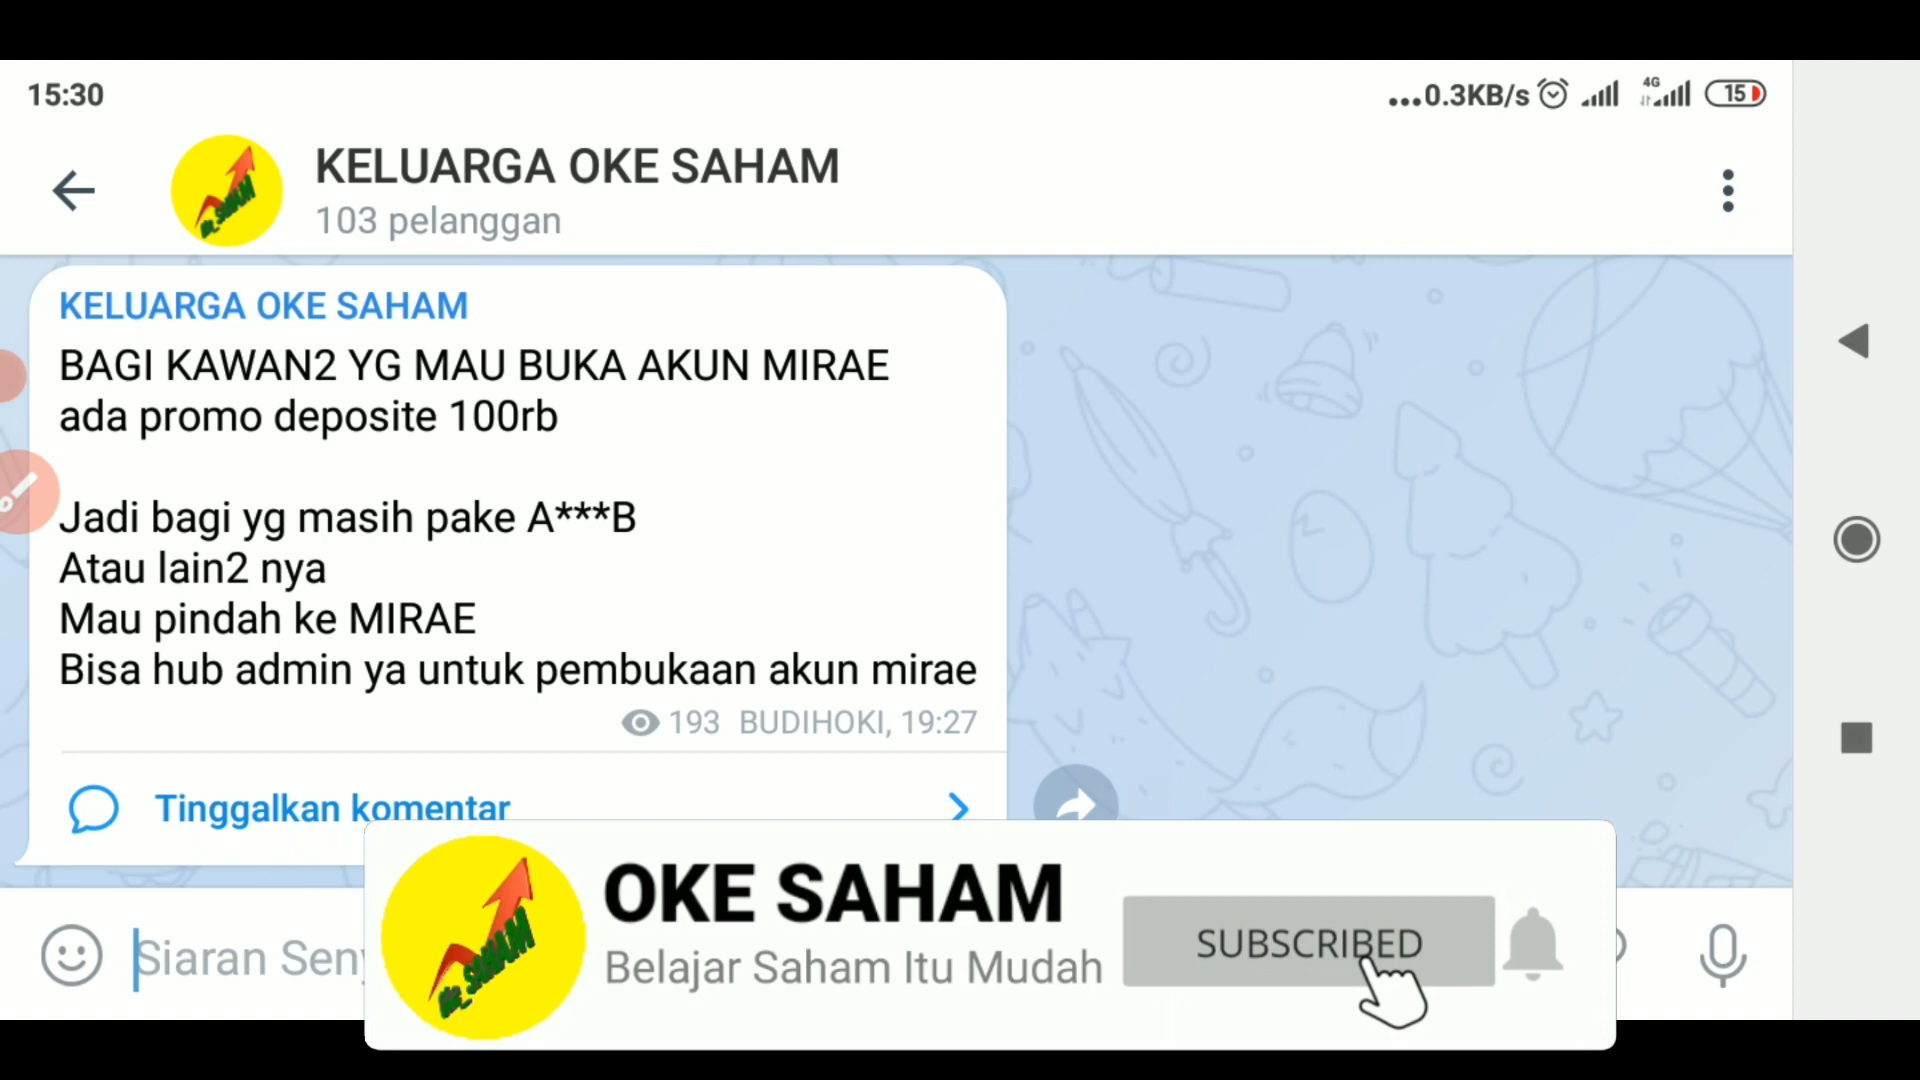 15:30
...0.3KB/s
4G
15
KELUARGA OKE SAHAM
103 pelanggan
KELUARGA OKE SAHAM
BAGI KAWAN2 YG MAU BUKA AKUN MIRAE
ada promo deposite 100rb
Jadi bagi yg masih pake A***B
Atau lain2 nya
Mau pindah ke MIRAE
Bisa hub admin ya untuk pembukaan akun mirae
193 BUDIHOKI, 19:27
Tinggalkan komentar
Siaran Seny
OKE SAHAM
Belajar Saham Itu Mudah
SUBSCRIBED